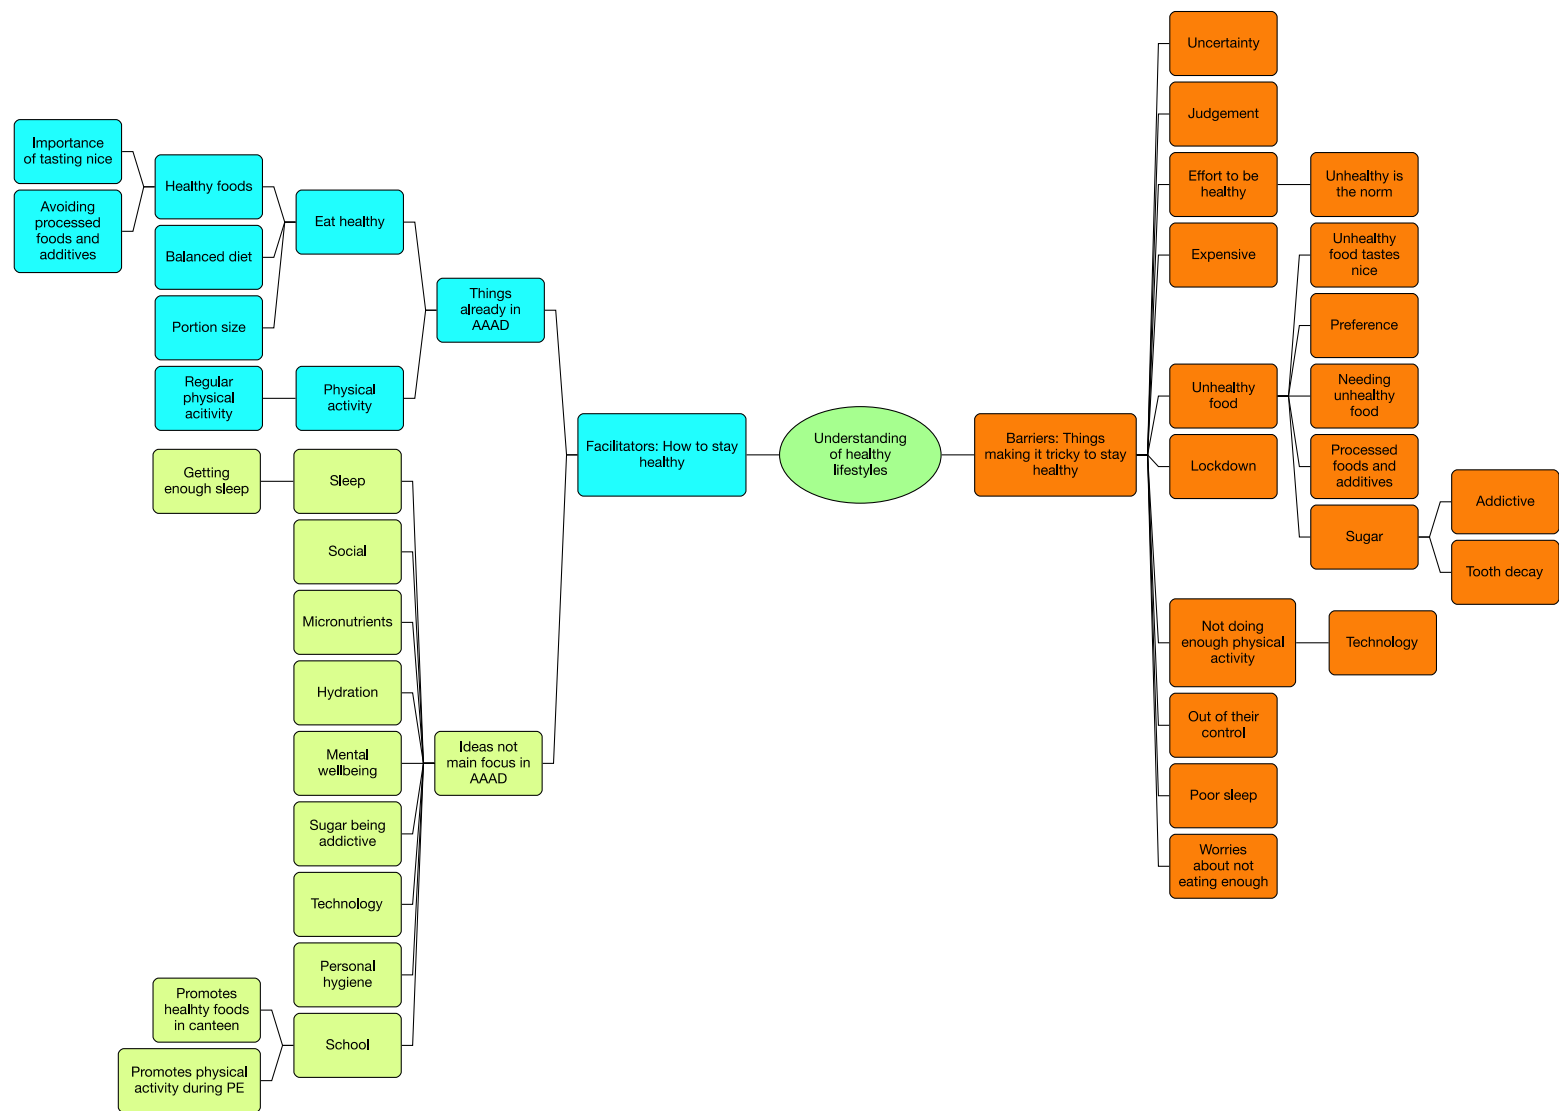 Understanding
of healthy
lifestyles
Facilitators: How to stay
healthy
Things
already in
AAAD
Eat healthy
Healthy foods
Importance
of tasting nice
Avoiding
processed
foods and
additives
Balanced diet
Portion size
Physical
activity
Regular
physical
acitivity
Ideas not
main focus in
AAAD
Sleep
Getting
enough sleep
Social
Micronutrients
Hydration
Mental
wellbeing
Sugar being
addictive
Technology
Personal
hygiene
School
Promotes
healhty foods
in canteen
Promotes physical
activity during PE
Barriers: Things
making it tricky to stay
healthy
Uncertainty
Judgement
Effort to be
healthy
Unhealthy is
the norm
Expensive
Unhealthy
food
Unhealthy
food tastes
nice
Preference
Needing
unhealthy
food
Processed
foods and
additives
Sugar
Addictive
Tooth decay
Lockdown
Not doing
enough physical
activity
Technology
Out of their
control
Poor sleep
Worries
about not
eating enough